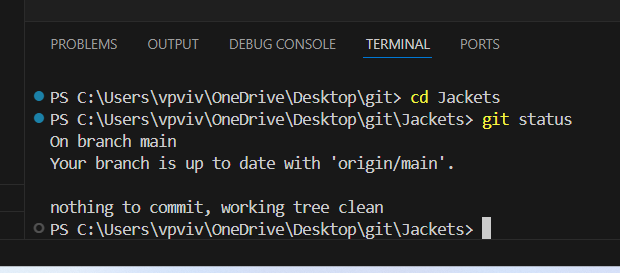 PROBLEMS OUTPUT DEBUG CONSOLE TERMINAL PORTS
PS C:\Users\vpviv\OneDrive\Desktop\git> cd Jackets
PS C:\Users\vpviv\OneDrive\Desktop\git\Jackets> git status
On branch main
Your branch is up to date with 'origin/main'.
nothing to commit, working tree clean
PS C:\Users\vpviv\OneDrive\Desktop\git\Jackets>